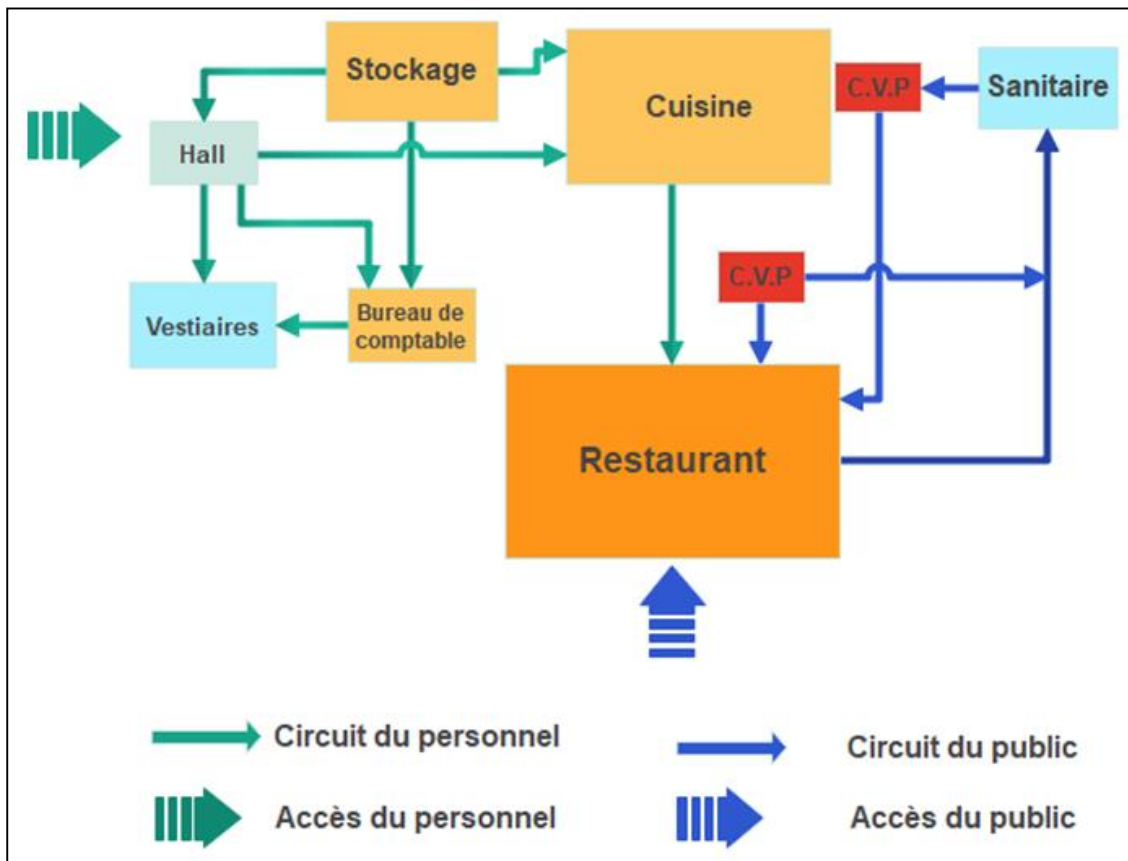 Stockage
Cuisine
C.V.P
Sanitaire
Hall
C.V.P
Vestiaires
Bureau de
comptable
Restaurant
Circuit du personnel
Circuit du public
Accès du personnel
Accès du public